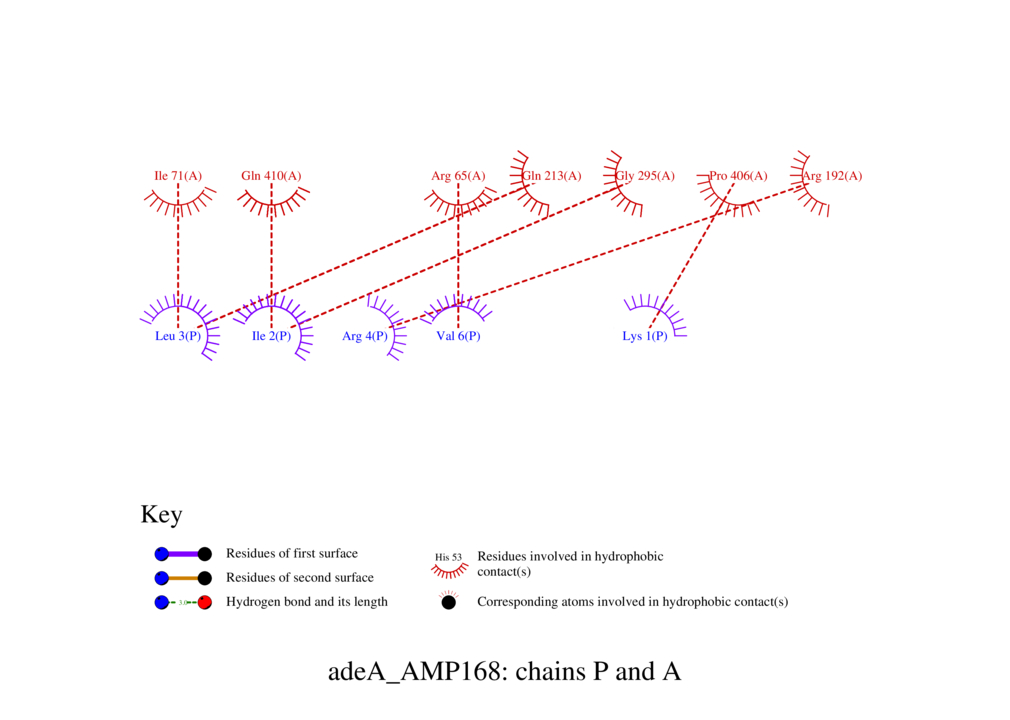 Ile 71(A) Gln 410(A) Arg 65(A) Gln 213(A) Gly 295(A) Pro 406(A) Arg 192(A)
Leu 3(P) Ile 2(P) Arg 4(P) Val 6(P) Lys 1(P)
Key
Residues of first surface
Residues of second surface
3.0
Hydrogen bond and its length
His 53
Residues involved in hydrophobic
contact(s)
Corresponding atoms involved in hydrophobic contact(s)
adeA_AMP168: chains P and A